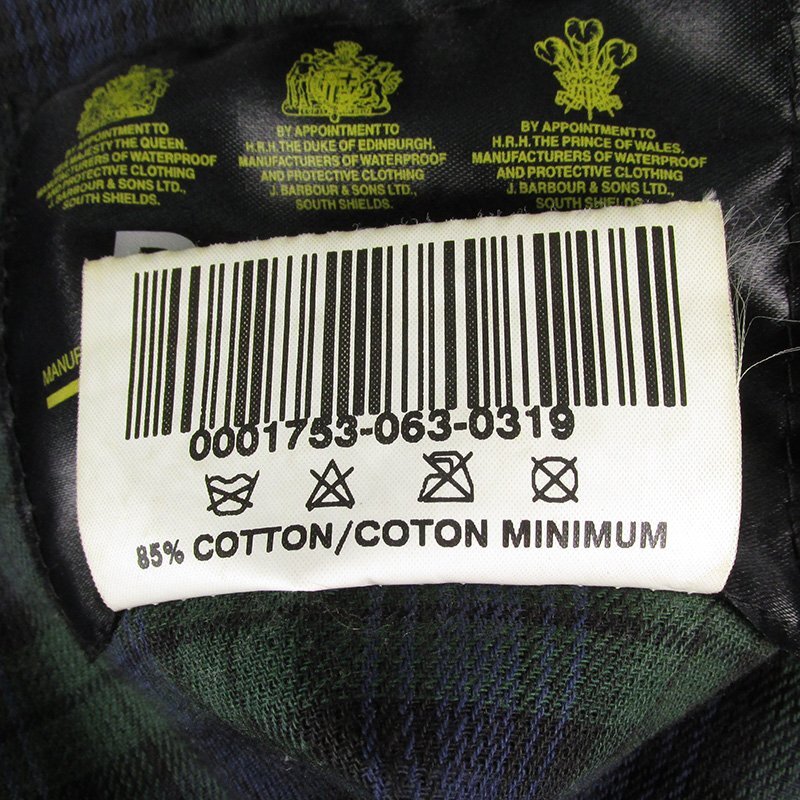 BY APPOINTMENT TO
HER MAJESTY THE QUEEN.
MANUFACTURERS OF WATERPROOF
AND PROTECTIVE CLOTHING
J. BARBOUR & SONS LTD.,
SOUTH SHIELDS.
BY APPOINTMENT TO
H.R.H. THE DUKE OF EDINBURGH.
MANUFACTURERS OF WATERPROOF
AND PROTECTIVE CLOTHING
J. BARBOUR & SONS LTD.,
SOUTH SHIELDS.
BY APPOINTMENT TO
H.R.H. THE PRINCE OF WALES.
MANUFACTURERS OF WATERPROOF
AND PROTECTIVE CLOTHING
J. BARBOUR & SONS LTD.,
SOUTH SHIELDS.
MANUF
0001753-063-0319
85% COTTON/COTON MINIMUM